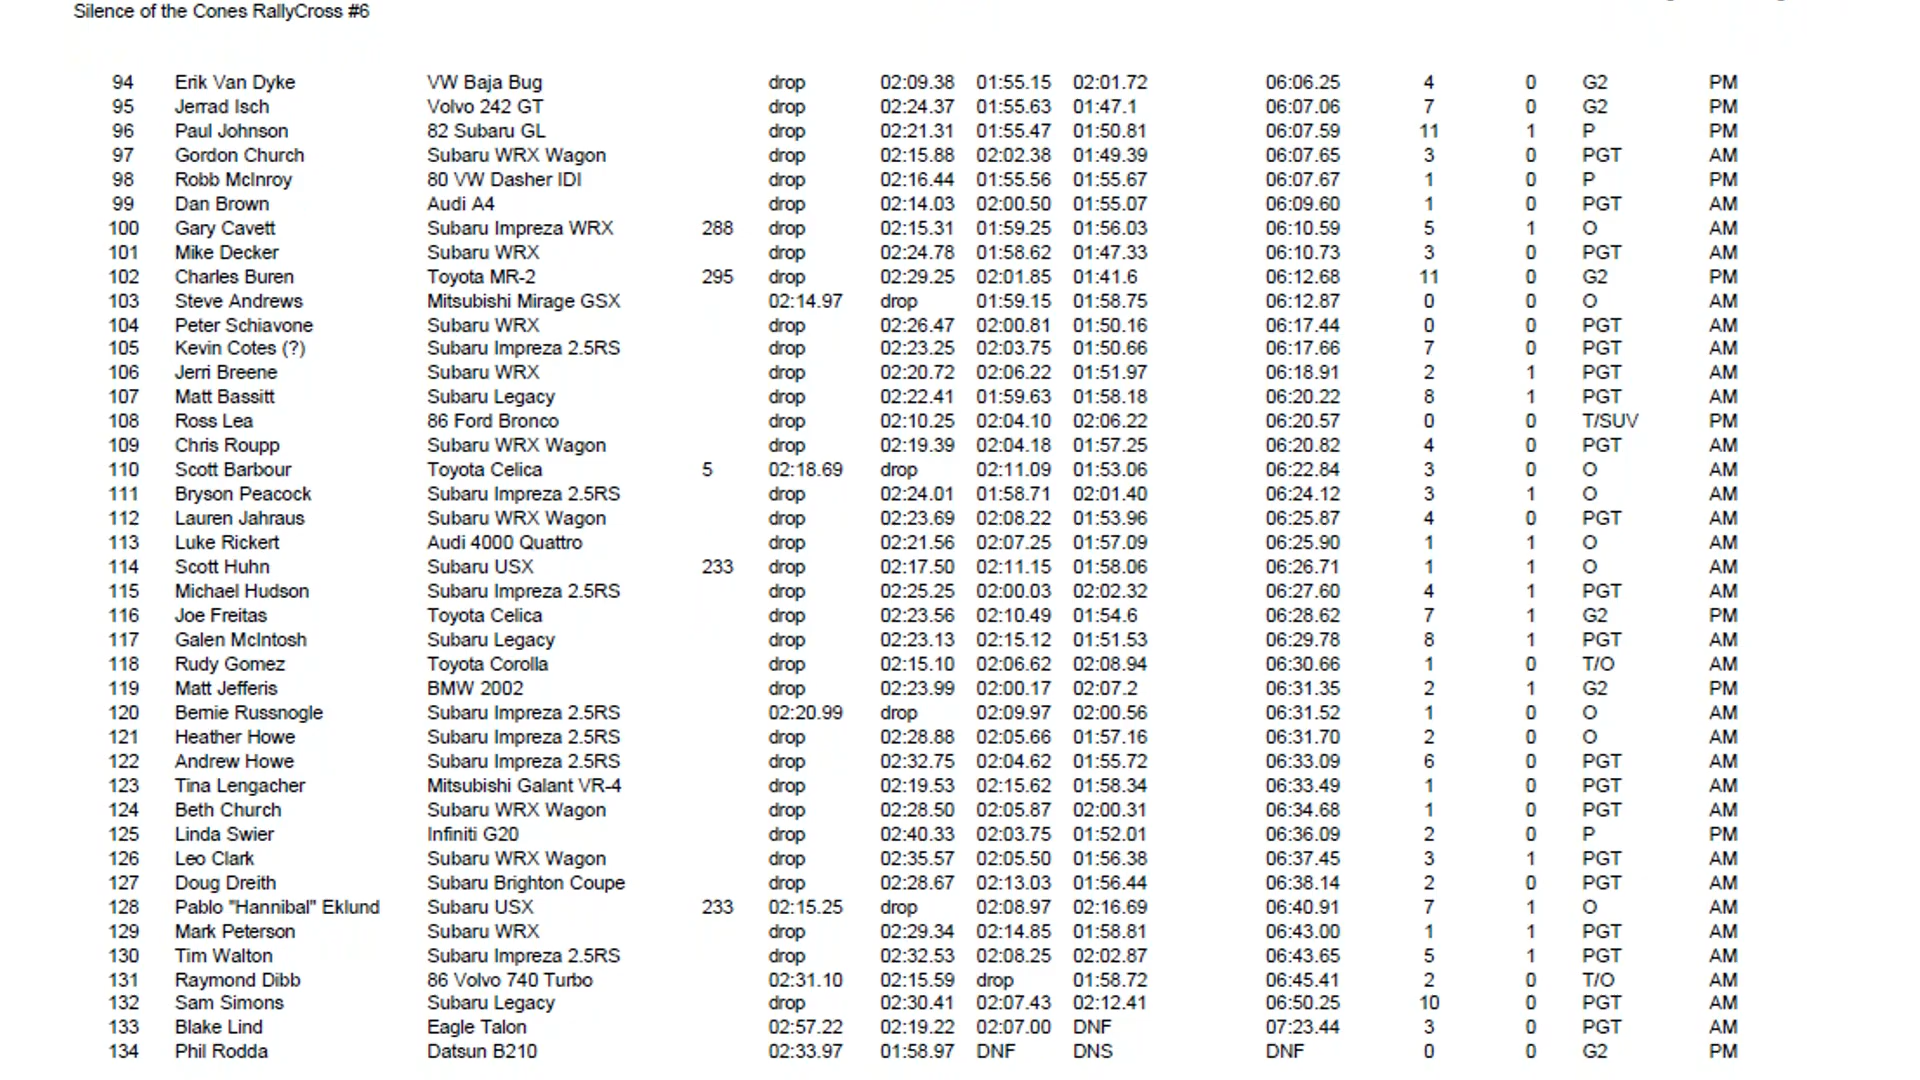 Silence of the Cones RallyCross #6
94 Erik Van Dyke VW Baja Bug drop 02:09.38 01:55.15 02:01.72 06:06.25 4 0 G2 PM
95 Jerrad Isch Volvo 242 GT drop 02:24.37 01:55.63 01:47.1 06:07.06 7 0 G2 PM
96 Paul Johnson 82 Subaru GL drop 02:21.31 01:55.47 01:50.81 06:07.59 11 1 P PM
97 Gordon Church Subaru WRX Wagon drop 02:15.88 02:02.38 01:49.39 06:07.65 3 0 PGT AM
98 Robb McInroy 80 VW Dasher IDI drop 02:16.44 01:55.56 01:55.67 06:07.67 1 0 P PM
99 Dan Brown Audi A4 drop 02:14.03 02:00.50 01:55.07 06:09.60 1 0 PGT AM
100 Gary Cavett Subaru Impreza WRX 288 drop 02:15.31 01:59.25 01:56.03 06:10.59 5 1 O AM
101 Mike Decker Subaru WRX drop 02:24.78 01:58.62 01:47.33 06:10.73 3 0 PGT AM
102 Charles Buren Toyota MR-2 295 drop 02:29.25 02:01.85 01:41.6 06:12.68 11 0 G2 PM
103 Steve Andrews Mitsubishi Mirage GSX 02:14.97 drop 01:59.15 01:58.75 06:12.87 0 0 O AM
104 Peter Schiavone Subaru WRX drop 02:26.47 02:00.81 01:50.16 06:17.44 0 0 PGT AM
105 Kevin Cotes (?) Subaru Impreza 2.5RS drop 02:23.25 02:03.75 01:50.66 06:17.66 7 0 PGT AM
106 Jerri Breene Subaru WRX drop 02:20.72 02:06.22 01:51.97 06:18.91 2 1 PGT AM
107 Matt Bassitt Subaru Legacy drop 02:22.41 01:59.63 01:58.18 06:20.22 8 1 PGT AM
108 Ross Lea 86 Ford Bronco drop 02:10.25 02:04.10 02:06.22 06:20.57 0 0 T/SUV PM
109 Chris Roupp Subaru WRX Wagon drop 02:19.39 02:04.18 01:57.25 06:20.82 4 0 PGT AM
110 Scott Barbour Toyota Celica 5 02:18.69 drop 02:11.09 01:53.06 06:22.84 3 0 O AM
111 Bryson Peacock Subaru Impreza 2.5RS drop 02:24.01 01:58.71 02:01.40 06:24.12 3 1 O AM
112 Lauren Jahraus Subaru WRX Wagon drop 02:23.69 02:08.22 01:53.96 06:25.87 4 0 PGT AM
113 Luke Rickert Audi 4000 Quattro drop 02:21.56 02:07.25 01:57.09 06:25.90 1 1 O AM
114 Scott Huhn Subaru USX 233 drop 02:17.50 02:11.15 01:58.06 06:26.71 1 1 O AM
115 Michael Hudson Subaru Impreza 2.5RS drop 02:25.25 02:00.03 02:02.32 06:27.60 4 1 PGT AM
116 Joe Freitas Toyota Celica drop 02:23.56 02:10.49 01:54.6 06:28.62 7 1 G2 PM
117 Galen McIntosh Subaru Legacy drop 02:23.13 02:15.12 01:51.53 06:29.78 8 1 PGT AM
118 Rudy Gomez Toyota Corolla drop 02:15.10 02:06.62 02:08.94 06:30.66 1 0 T/O AM
119 Matt Jefferis BMW 2002 drop 02:23.99 02:00.17 02:07.2 06:31.35 2 1 G2 PM
120 Bernie Russnogle Subaru Impreza 2.5RS 02:20.99 drop 02:09.97 02:00.56 06:31.52 1 0 O AM
121 Heather Howe Subaru Impreza 2.5RS drop 02:28.88 02:05.66 01:57.16 06:31.70 2 0 O AM
122 Andrew Howe Subaru Impreza 2.5RS drop 02:32.75 02:04.62 01:55.72 06:33.09 6 0 PGT AM
123 Tina Lengacher Mitsubishi Galant VR-4 drop 02:19.53 02:15.62 01:58.34 06:33.49 1 0 PGT AM
124 Beth Church Subaru WRX Wagon drop 02:28.50 02:05.87 02:00.31 06:34.68 1 0 PGT AM
125 Linda Swier Infiniti G20 drop 02:40.33 02:03.75 01:52.01 06:36.09 2 0 P PM
126 Leo Clark Subaru WRX Wagon drop 02:35.57 02:05.50 01:56.38 06:37.45 3 1 PGT AM
127 Doug Dreith Subaru Brighton Coupe drop 02:28.67 02:13.03 01:56.44 06:38.14 2 0 PGT AM
128 Pablo "Hannibal" Eklund Subaru USX 233 02:15.25 drop 02:08.97 02:16.69 06:40.91 7 1 O AM
129 Mark Peterson Subaru WRX drop 02:29.34 02:14.85 01:58.81 06:43.00 1 1 PGT AM
130 Tim Walton Subaru Impreza 2.5RS drop 02:32.53 02:08.25 02:02.87 06:43.65 5 1 PGT AM
131 Raymond Dibb 86 Volvo 740 Turbo 02:31.10 02:15.59 drop 01:58.72 06:45.41 2 0 T/O AM
132 Sam Simons Subaru Legacy drop 02:30.41 02:07.43 02:12.41 06:50.25 10 0 PGT AM
133 Blake Lind Eagle Talon 02:57.22 02:19.22 02:07.00 DNF 07:23.44 3 0 PGT AM
134 Phil Rodda Datsun B210 02:33.97 01:58.97 DNF DNS DNF 0 0 G2 PM